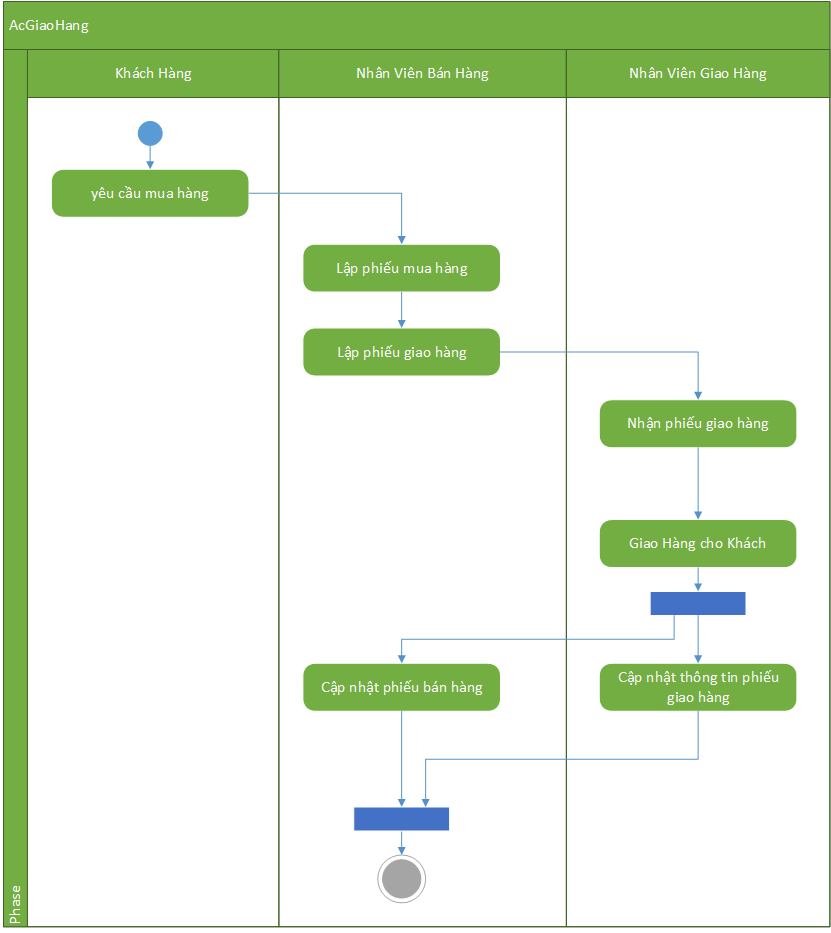 AcGiaoHang
Khách Hàng
Nhân Viên Bán Hàng
Nhân Viên Giao Hàng
yêu cầu mua hàng
Lập phiếu mua hàng
Lập phiếu giao hàng
Nhận phiếu giao hàng
Giao Hàng cho Khách
Cập nhật phiếu bán hàng
Cập nhật thông tin phiếu
giao hàng
Phase